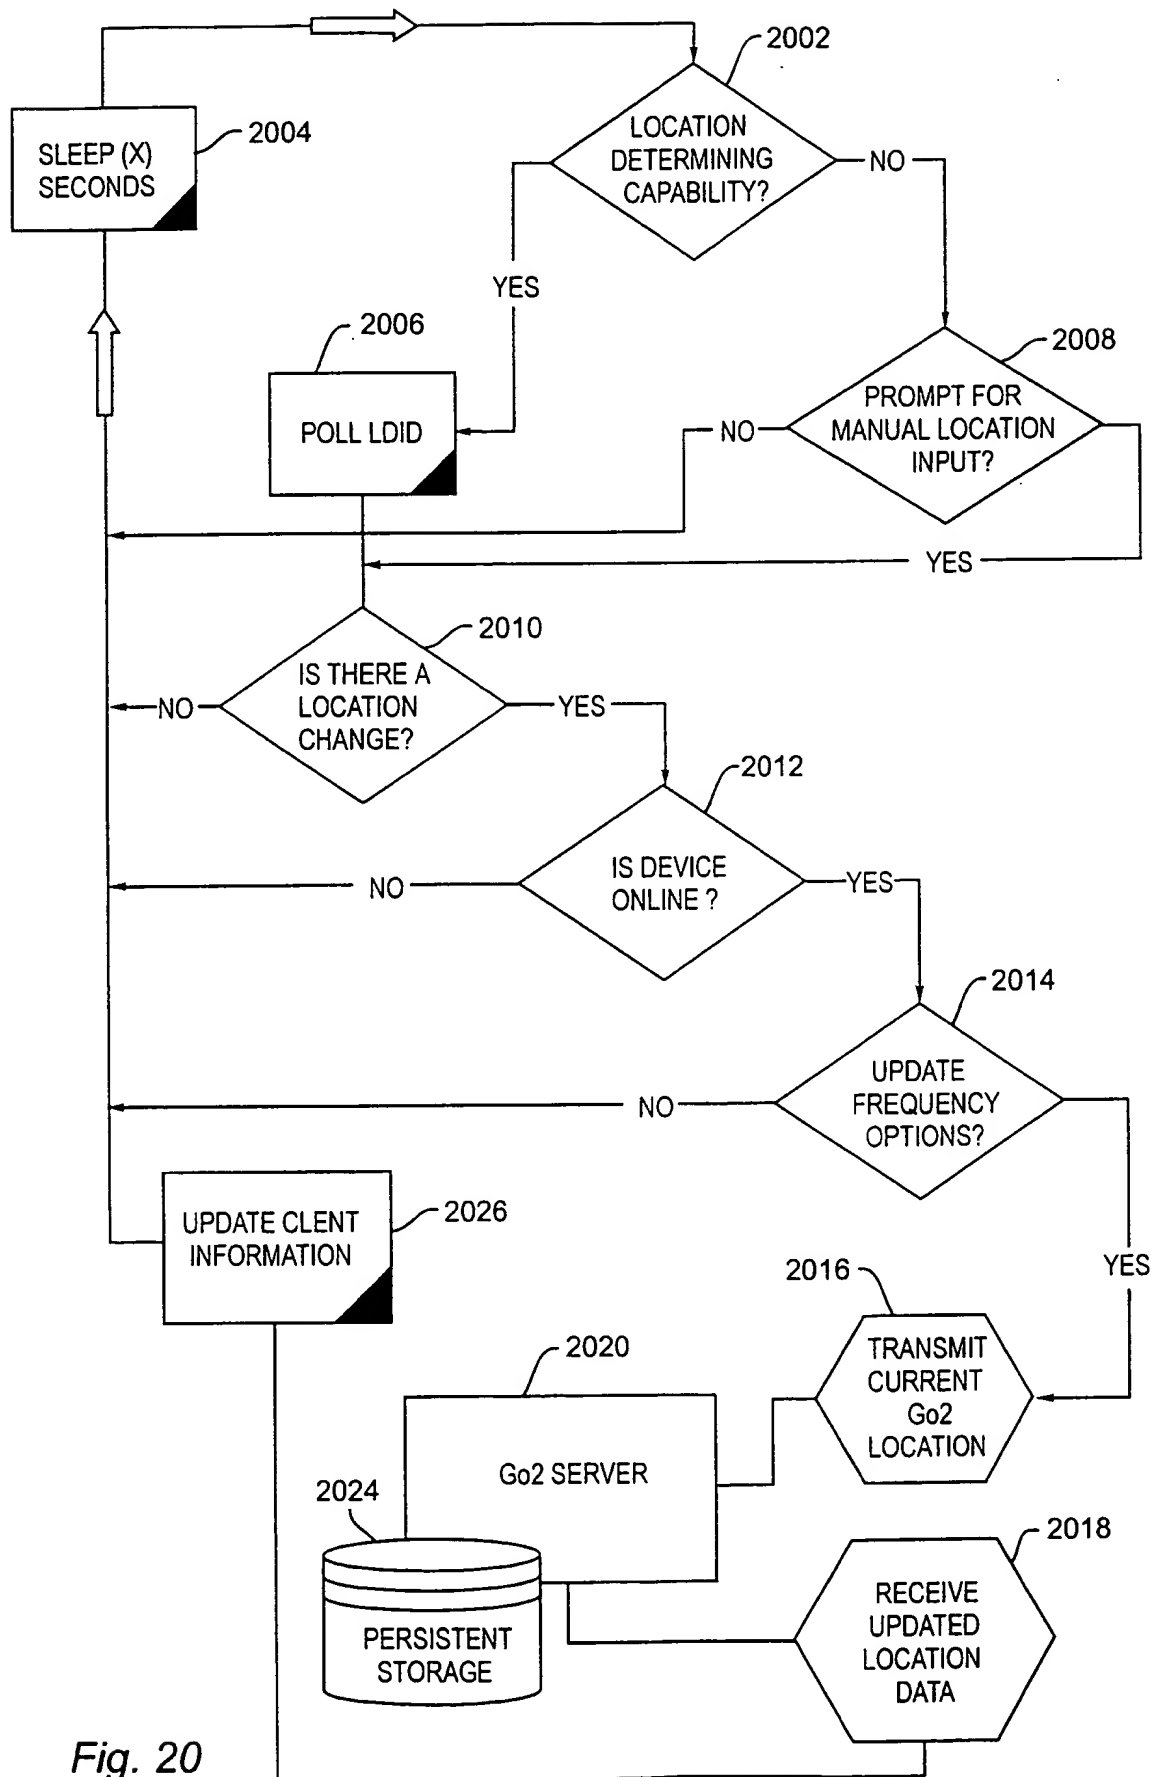 2002
2004
SLEEP (X)
SECONDS
LOCATION
DETERMINING
CAPABILITY?
NO
YES
2006
2008
POLL LDID
PROMPT FOR
MANUAL LOCATION
INPUT?
NO
YES
2010
IS THERE A
LOCATION
CHANGE?
NO
YES
2012
IS DEVICE
ONLINE ?
NO
YES
2014
UPDATE
FREQUENCY
OPTIONS?
NO
YES
2026
UPDATE CLENT
INFORMATION
2016
TRANSMIT
CURRENT
Go2
LOCATION
2020
Go2 SERVER
2024
PERSISTENT
STORAGE
2018
RECEIVE
UPDATED
LOCATION
DATA
Fig. 20